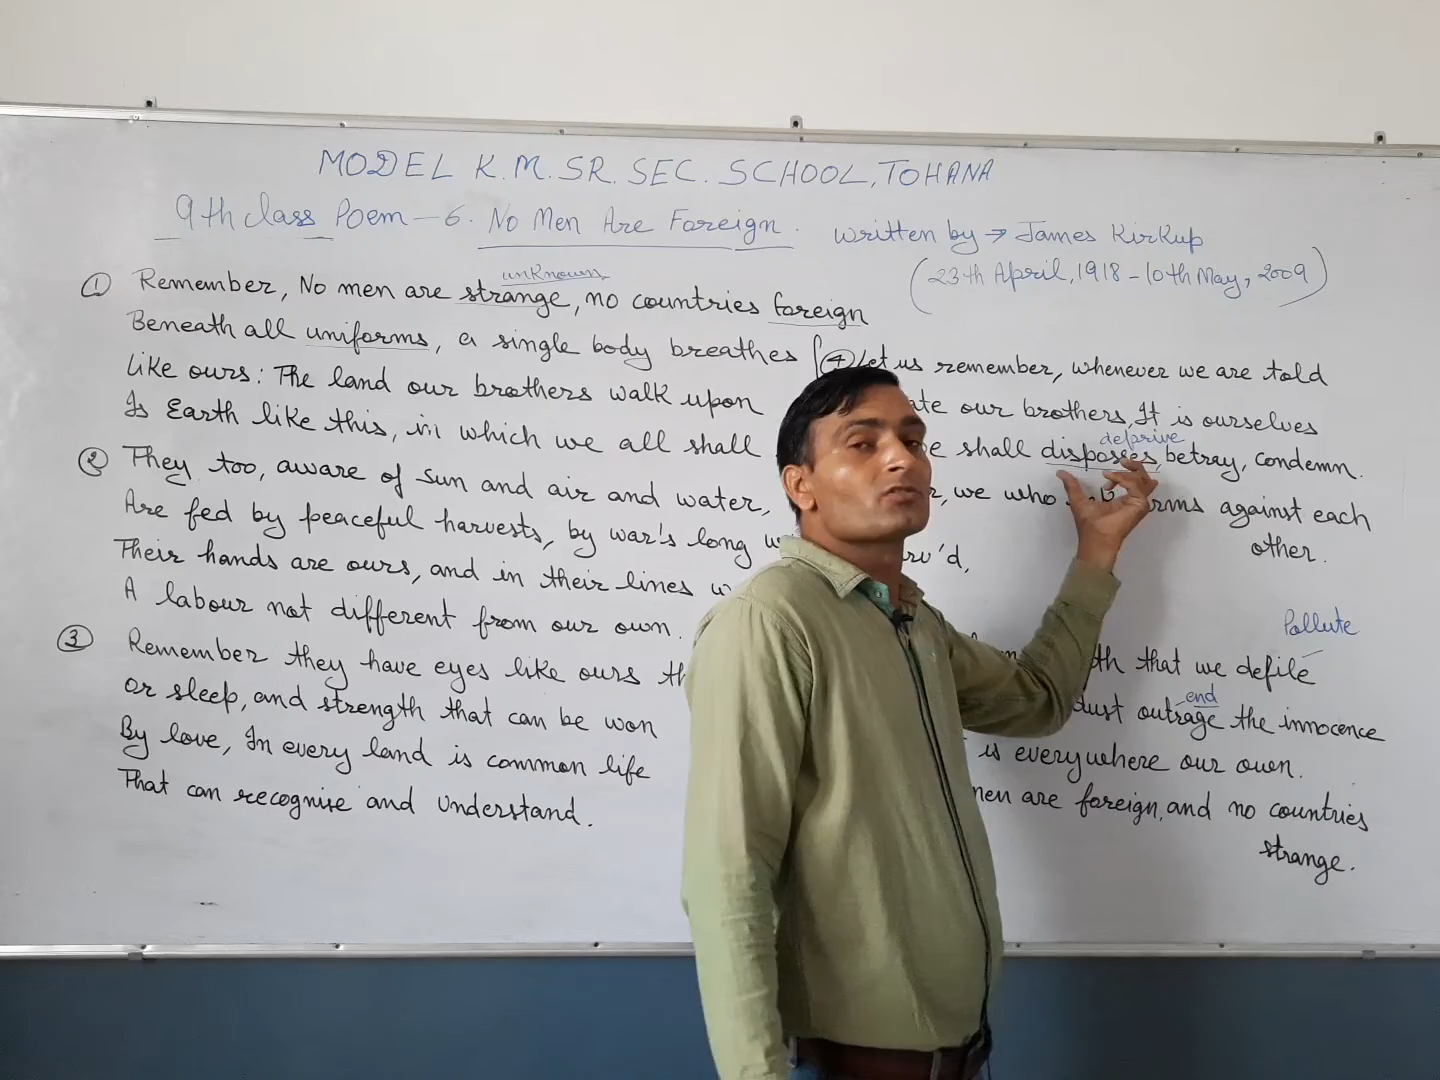 MODEL K.M. SR. SEC. SCHOOL, TOHANA
9th Class Poem - 6. No Men Are Foreign. written by → James Kirkup
(23th April, 1918 - 10th May, 2009)
① Remember, No men are strange, no countries foreign
unknown
Beneath all uniforms, a single body breathes
Like ours: The land our brothers walk upon
Is Earth like this, in which we all shall
② They too, aware of sun and air and water,
Are fed by peaceful harvests, by war's long
Their hands are ours, and in their lines
A labour not different from our own.
③ Remember they have eyes like ours
or sleep, and strength that can be won
By love, In every land is common life
That can recognise and understand.
④ Let us remember, whenever we are told
our brothers, It is ourselves
deprive
shall disposses, betray, condemn.
we who against each
other.
Pollute
that we defile
end
dust outrage the innocence
is everywhere our own.
men are foreign, and no countries
strange.